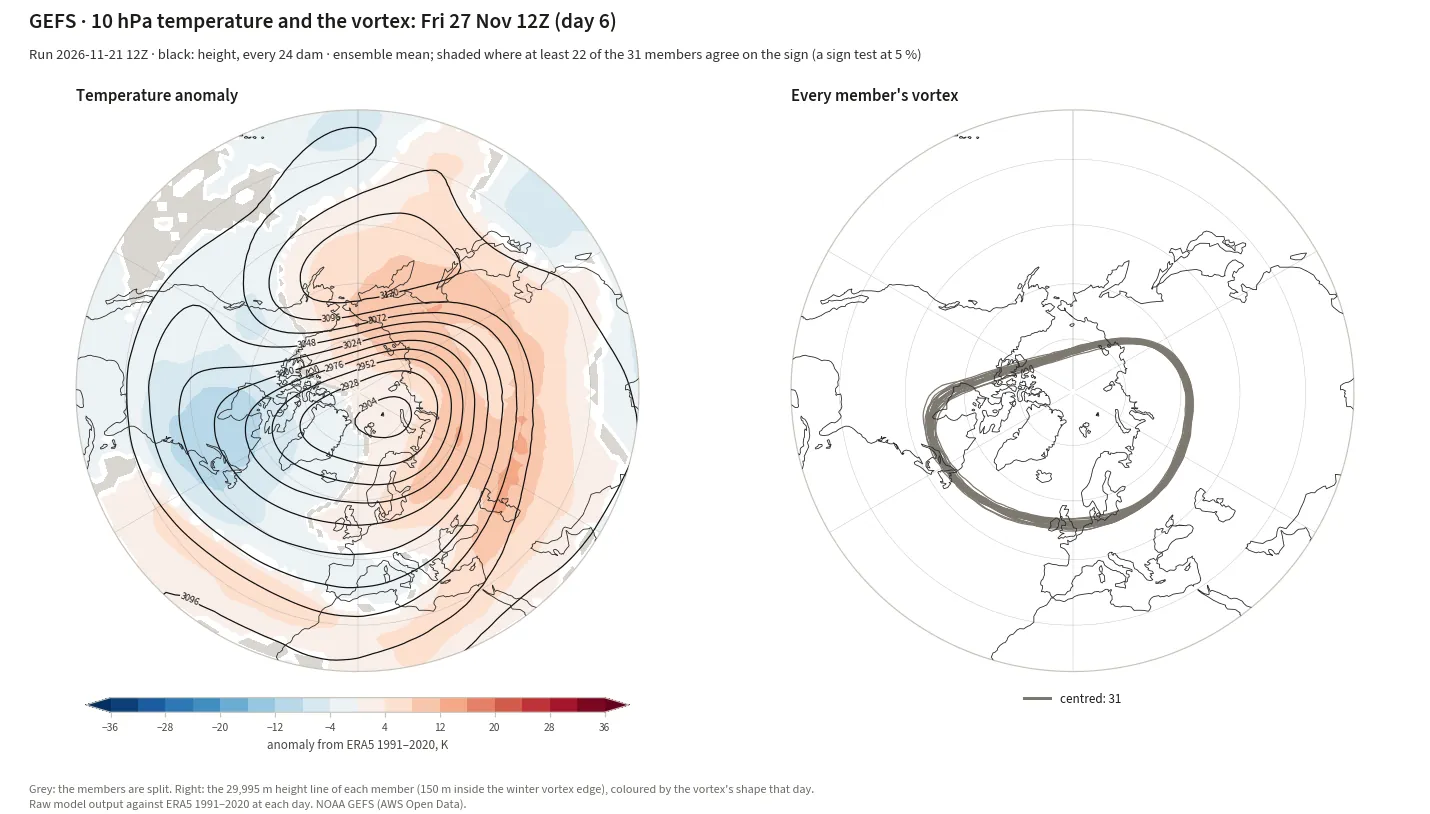 GEFS · 10 hPa temperature and the vortex: Fri 27 Nov 12Z (day 6)
Run 2026-11-21 12Z · black: height, every 24 dam · ensemble mean; shaded where at least 22 of the 31 members agree on the sign (a sign test at 5 %)
Temperature anomaly
Every member's vortex
3120
3096
3072
3048
3024
2976
2952
2928
2904
3096
centred: 31
−36 −28 −20 −12 −4 4 12 20 28 36
anomaly from ERA5 1991–2020, K
Grey: the members are split. Right: the 29,995 m height line of each member (150 m inside the winter vortex edge), coloured by the vortex's shape that day.
Raw model output against ERA5 1991–2020 at each day. NOAA GEFS (AWS Open Data).